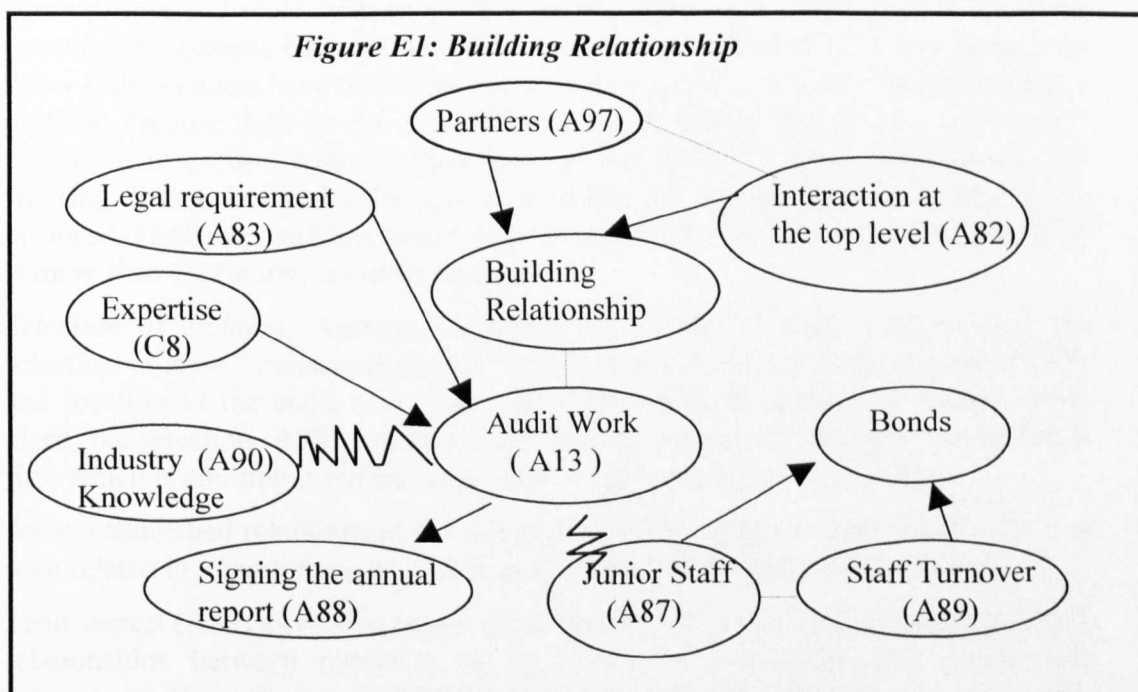 Figure E1: Building Relationship
Partners (A97)
Legal requirement
(A83)
Interaction at
the top level (A82)
Building
Relationship
Expertise
(C8)
Audit Work
(A13)
Bonds
Industry (A90)
Knowledge
Signing the annual
report (A88)
Junior Staff
(A87)
Staff Turnover
(A89)